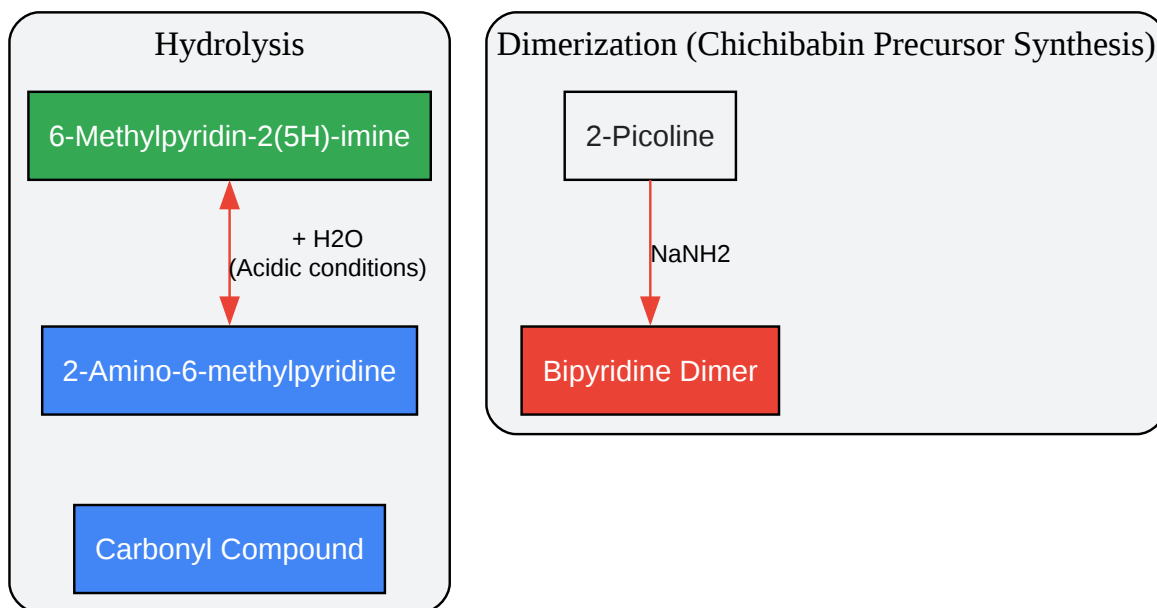 Hydrolysis
6-Methylpyridin-2(5H)-imine
+ H2O
(Acidic conditions)
2-Amino-6-methylpyridine
Carbonyl Compound
Dimerization (Chichibabin Precursor Synthesis)
2-Picoline
NaNH2
Bipyridine Dimer